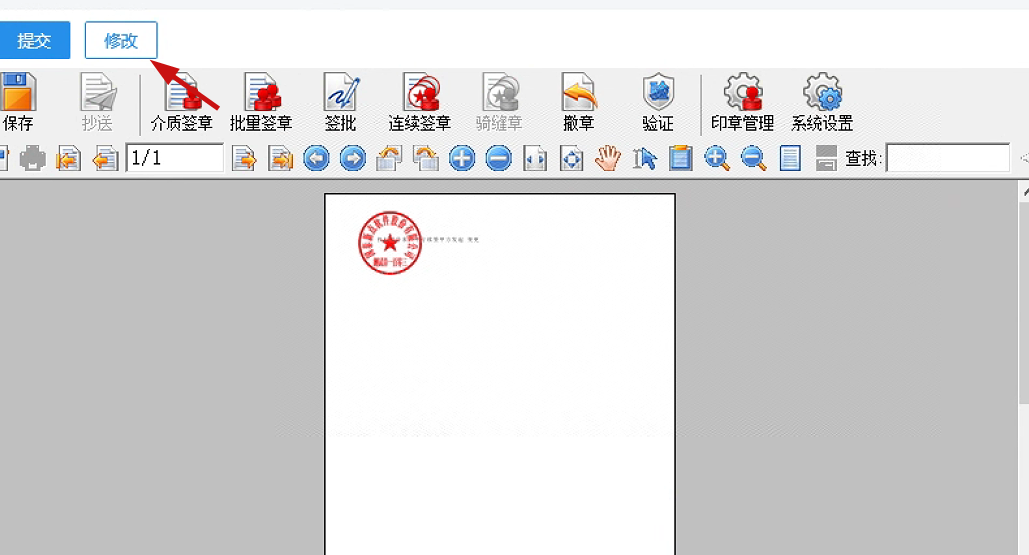 提交 修改
保存 抄送 介质签章 批量签章 签批 连续签章 骑缝章 撤章 验证 印章管理 系统设置
1/1 查找: